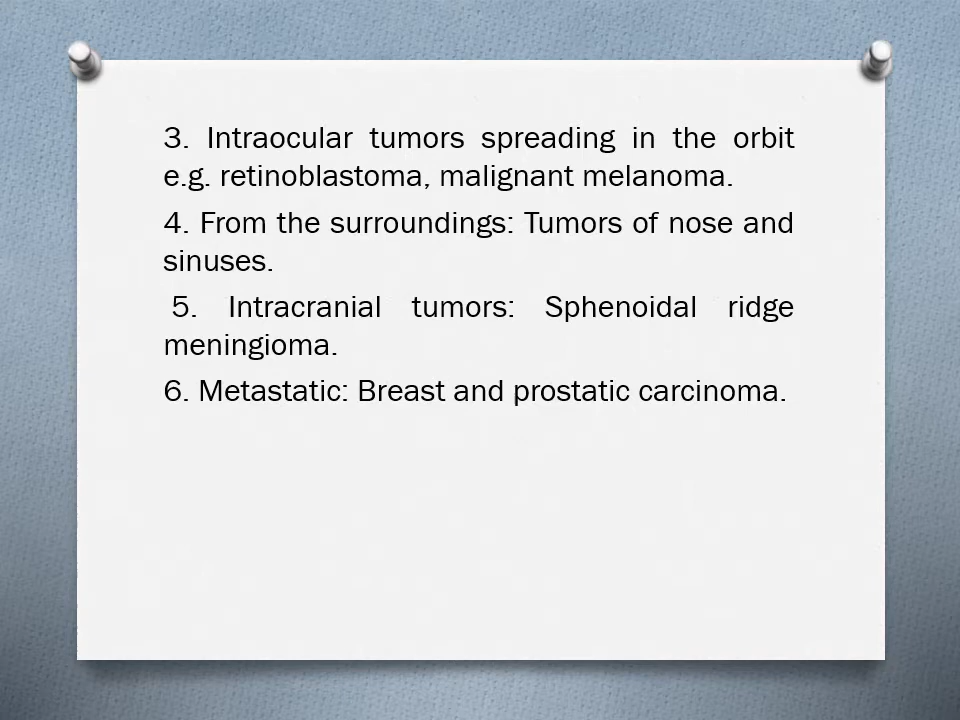 3. Intraocular tumors spreading in the orbit
e.g. retinoblastoma, malignant melanoma.
4. From the surroundings: Tumors of nose and
sinuses.
5. Intracranial tumors: Sphenoidal ridge
meningioma.
6. Metastatic: Breast and prostatic carcinoma.